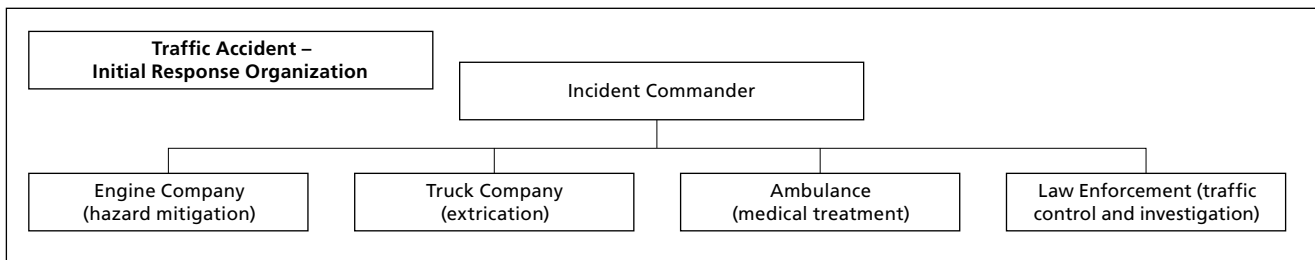 Traffic Accident –
Initial Response Organization
Incident Commander
Engine Company
(hazard mitigation)
Truck Company
(extrication)
Ambulance
(medical treatment)
Law Enforcement (traffic
control and investigation)